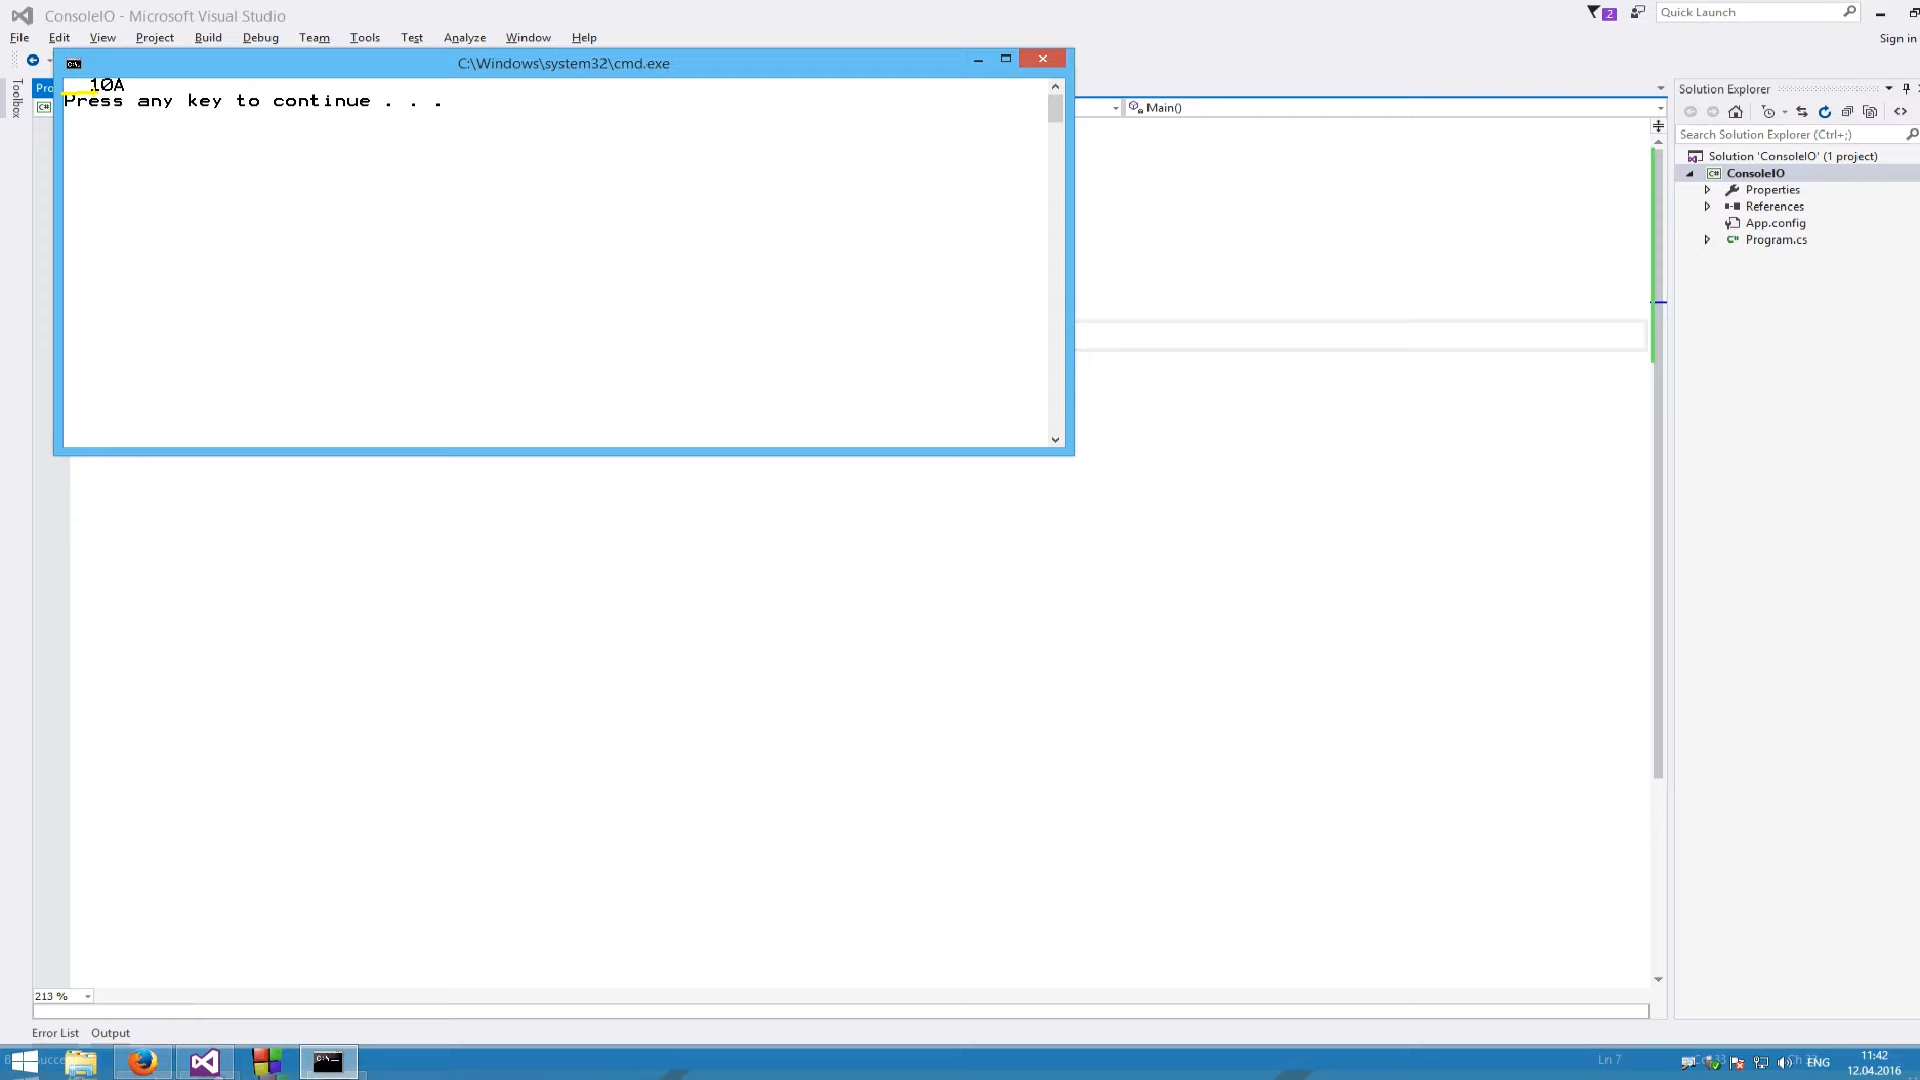 ConsoleIO - Microsoft Visual Studio
2
Quick Launch
File Edit View Project Build Debug Team Tools Test Analyze Window Help
Sign in
C:\Windows\system32\cmd.exe
10A
Press any key to continue . . .
Toolbox
Pro
C#
Main()
Solution Explorer
Search Solution Explorer (Ctrl+;)
Solution 'ConsoleIO' (1 project)
C# ConsoleIO
Properties
References
App.config
C# Program.cs
213 %
Error List Output
Ln 7
ENG
11:42
12.04.2016